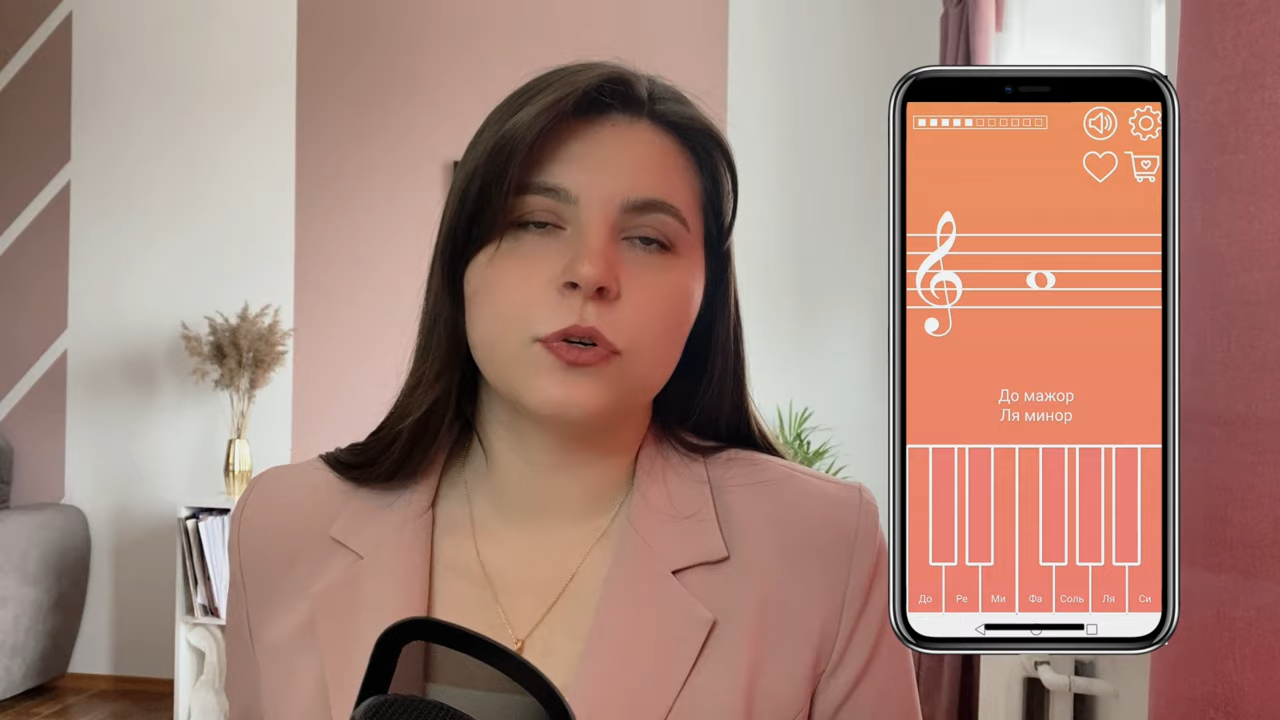 До мажор
Ля минор
До Ре Ми Фа Соль Ля Си